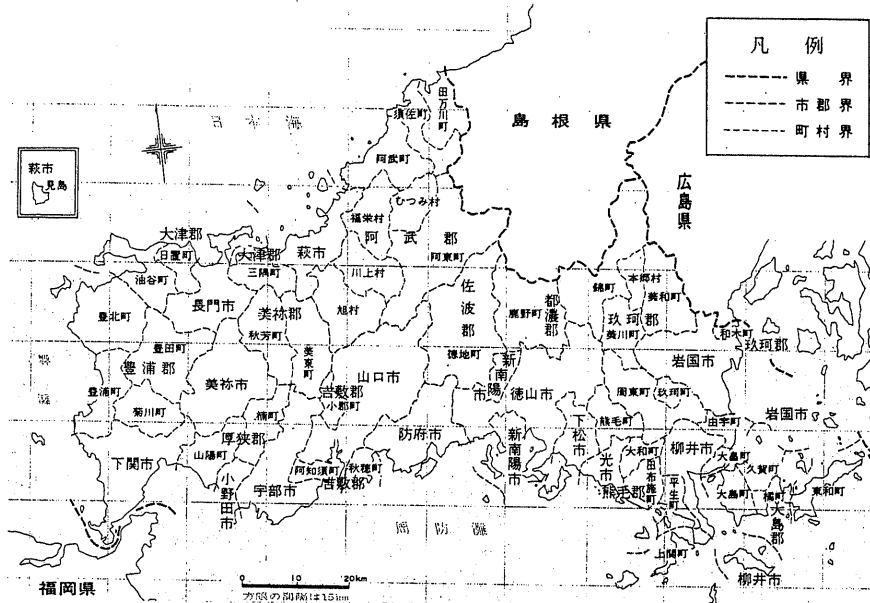 凡 例
県 界
市 郡 界
町 村 界
田万川町
須佐町
日本海
島根県
阿武町
萩市
見島
広島県
むつみ村
福栄村
大津郡
日置町
大津郡
萩市
阿武郡
阿東町
三隅町
川上村
油谷町
長門市
美祢郡
旭村
佐波郡
鹿野町
都濃郡
錦町
本郷村
美和町
豊北町
秋芳町
玖珂郡
美川町
和木町
玖珂郡
豊田町
豊浦郡
美東町
山口市
徳地町
新南陽市
岩国市
豊浦町
美祢市
吉敷郡
小郡町
徳山市
周東町
玖珂町
菊川町
楠町
厚狭郡
防府市
新南陽市
下松市
熊毛町
由宇町
岩国市
下関市
山陽町
小野田市
宇部市
阿知須町
秋穂町
吉敷郡
光市
大和町
熊毛郡
田布施町
平生町
柳井市
大畠町
久賀町
大島町
橘町
大島郡
東和町
周防灘
上関町
柳井市
福岡県
0 10 20km
方眼の間隔は15km